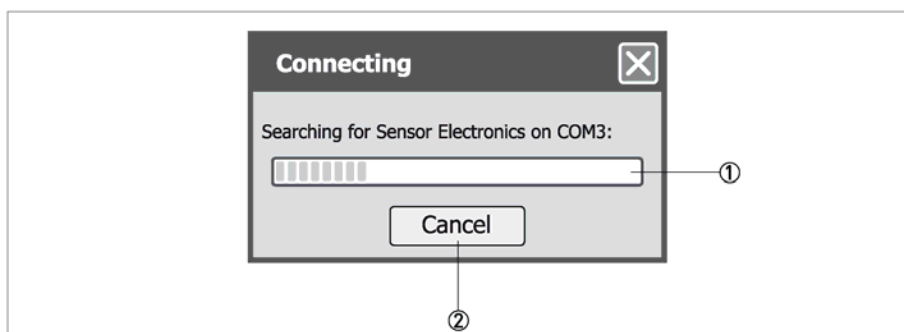 Connecting
Searching for Sensor Electronics on COM3:
①
Cancel
②